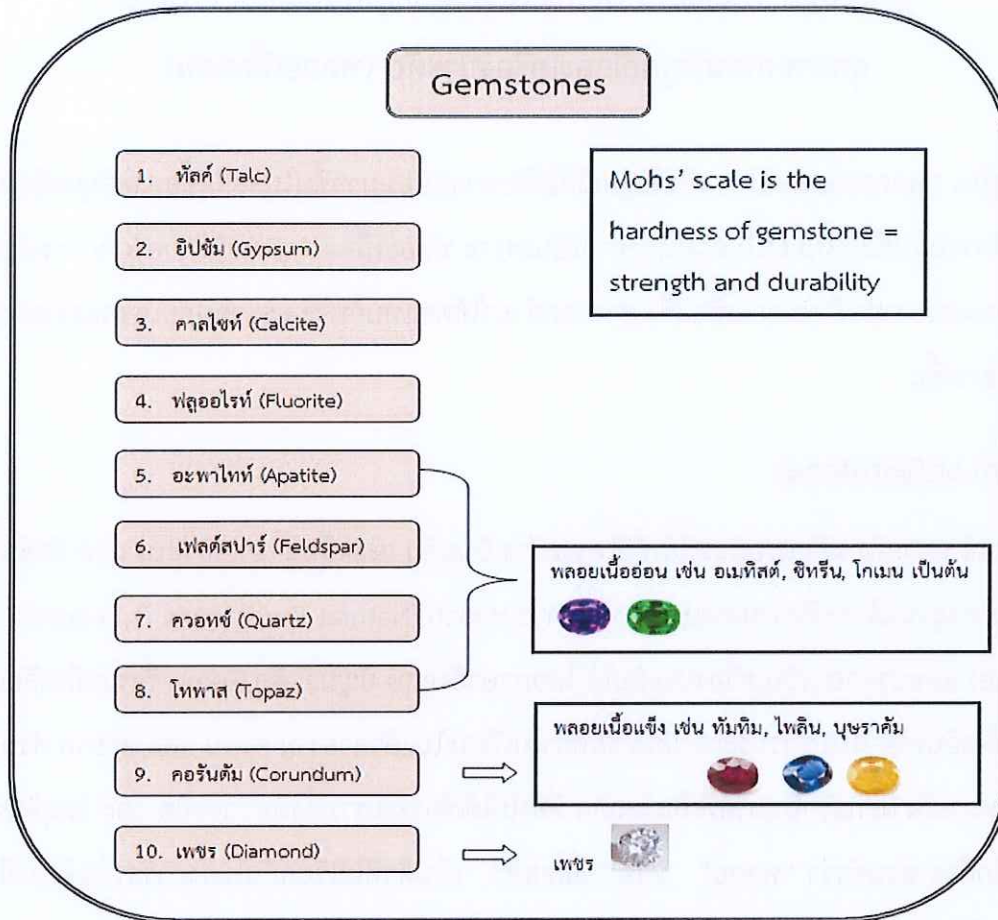 Gemstones
1. ทัลค์ (Talc)
2. ยิปซัม (Gypsum)
3. คาลไซท์ (Calcite)
4. ฟลูออไรท์ (Fluorite)
5. อะพาไทท์ (Apatite)
6. เฟลด์สปาร์ (Feldspar)
7. ควอทซ์ (Quartz)
8. โทพาส (Topaz)
9. คอรันดัม (Corundum)
10. เพชร (Diamond)
Mohs’ scale is the
hardness of gemstone =
strength and durability
พลอยเนื้ออ่อน เช่น อเมทิสต์, ซิทรีน, โกเมน เป็นต้น
พลอยเนื้อแข็ง เช่น ทับทิม, ไพลิน, บุษราคัม
เพชร